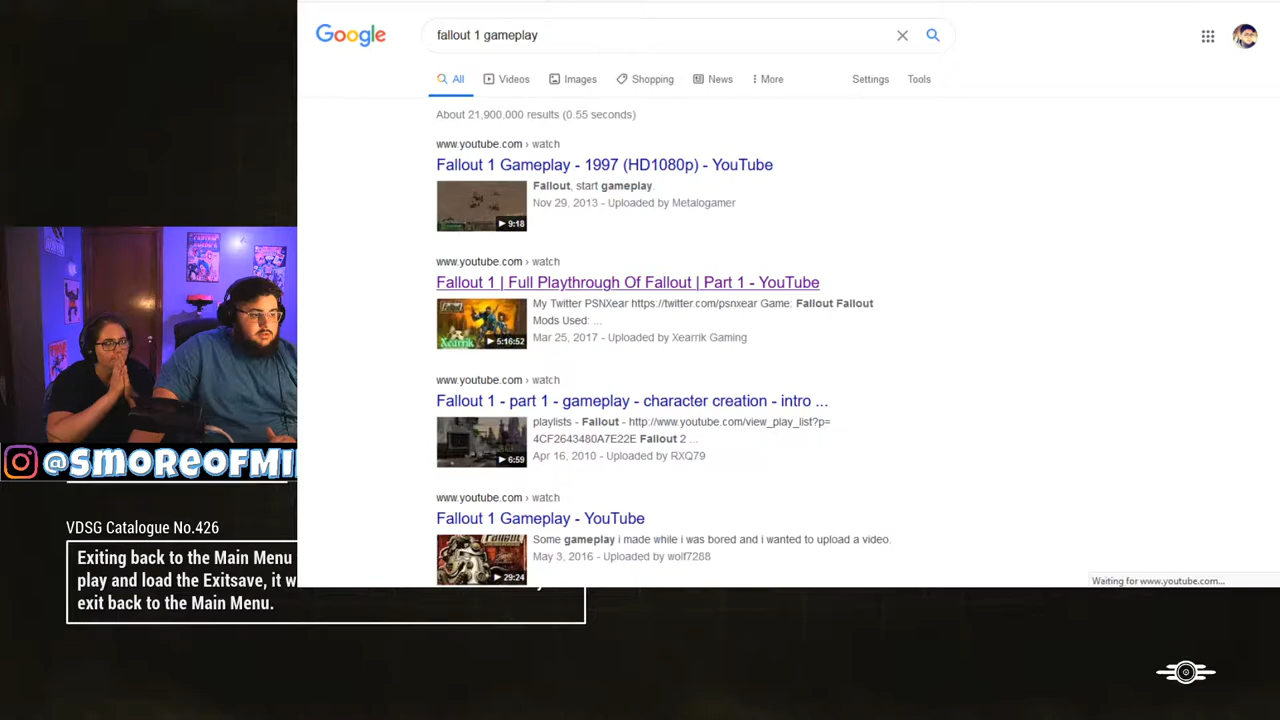 Google
fallout 1 gameplay
All Videos Images Shopping News More Settings Tools
About 21,900,000 results (0.55 seconds)
www.youtube.com › watch
Fallout 1 Gameplay - 1997 (HD1080p) - YouTube
Fallout, start gameplay.
Nov 29, 2013 - Uploaded by Metalogamer
9:18
www.youtube.com › watch
Fallout 1 | Full Playthrough Of Fallout | Part 1 - YouTube
My Twitter PSNXear https://twitter.com/psnxear Game: Fallout Fallout
Mods Used: ...
Mar 25, 2017 - Uploaded by Xearrik Gaming
Xearrik
5:16:52
www.youtube.com › watch
Fallout 1 - part 1 - gameplay - character creation - intro ...
playlists - Fallout - http://www.youtube.com/view_play_list?p=
4CF2643480A7E22E Fallout 2 ...
Apr 16, 2010 - Uploaded by RXQ79
6:59
www.youtube.com › watch
Fallout 1 Gameplay - YouTube
Some gameplay i made while i was bored and i wanted to upload a video.
May 3, 2016 - Uploaded by wolf7288
29:24
Waiting for www.youtube.com...
@SMOREOFMI
VDSG Catalogue No.426
Exiting back to the Main Menu
play and load the Exitsave, it w
exit back to the Main Menu.